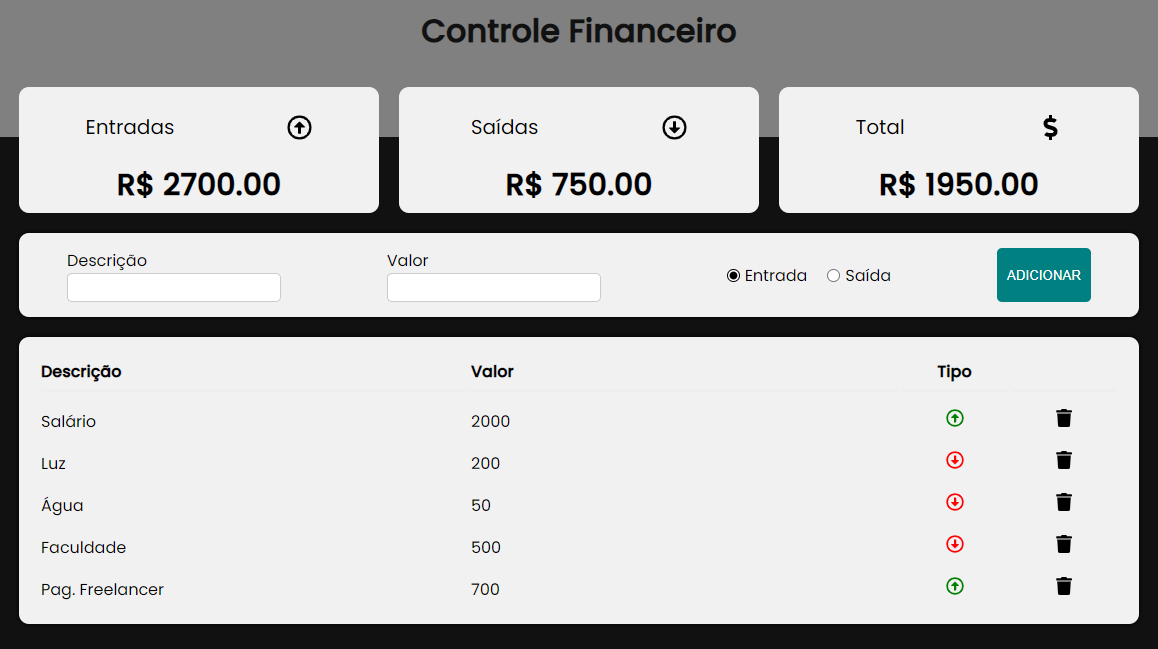 Controle Financeiro
Entradas
R$ 2700.00
Saídas
R$ 750.00
Total
$
R$ 1950.00
Descrição
Valor
Entrada Saída
ADICIONAR
Descrição Valor Tipo
Salário 2000
Luz 200
Água 50
Faculdade 500
Pag. Freelancer 700